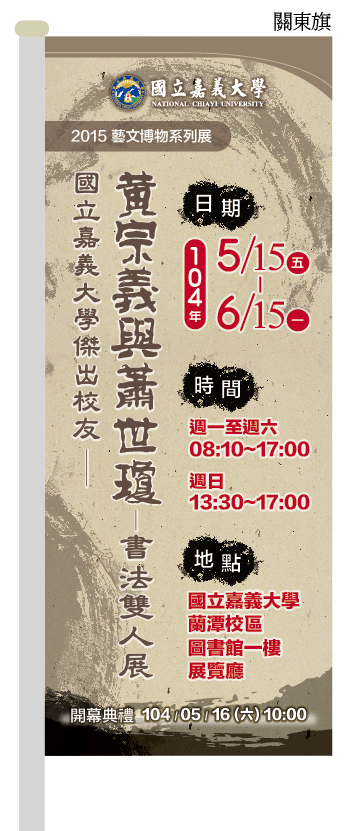 關東旗
國立嘉義大學
NATIONAL CHIAYI UNIVERSITY
2015 藝文博物系列展
國立嘉義大學傑出校友——
黃宗義與蕭世瓊—書法雙人展
日期
104年
5/15五
|
6/15一
時間
週一至週六
08:10~17:00
週日
13:30~17:00
地點
國立嘉義大學
蘭潭校區
圖書館一樓
展覽廳
開幕典禮 104/05/16(六)10:00